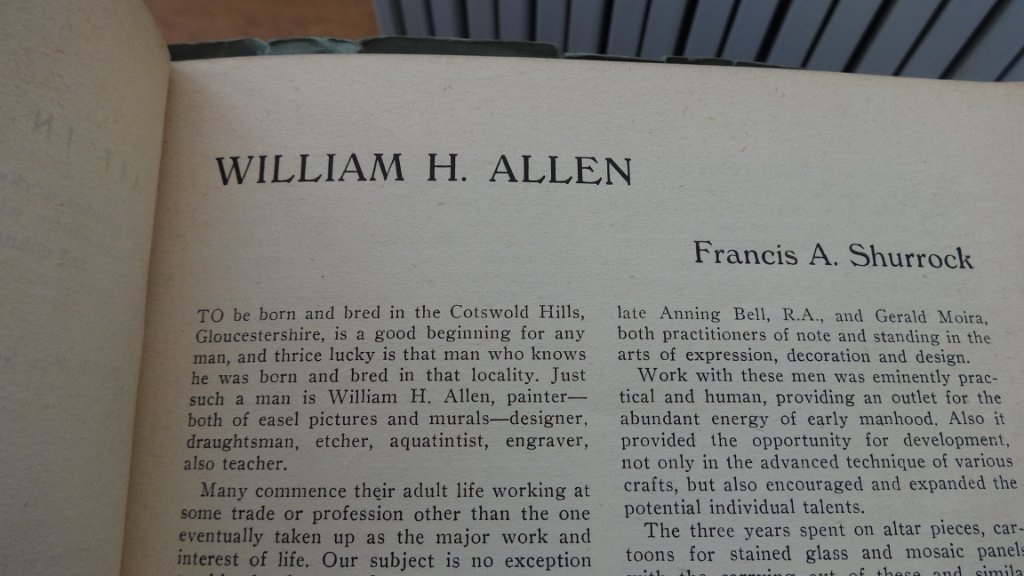 WILLIAM H. ALLEN
Francis A. Shurrock
TO be born and bred in the Cotswold Hills,
Gloucestershire, is a good beginning for any
man, and thrice lucky is that man who knows
he was born and bred in that locality. Just
such a man is William H. Allen, painter—
both of easel pictures and murals—designer,
draughtsman, etcher, aquatintist, engraver,
also teacher.
Many commence their adult life working at
some trade or profession other than the one
eventually taken up as the major work and
interest of life. Our subject is no exception
late Anning Bell, R.A., and Gerald Moira,
both practitioners of note and standing in the
arts of expression, decoration and design.
Work with these men was eminently prac-
tical and human, providing an outlet for the
abundant energy of early manhood. Also it
provided the opportunity for development,
not only in the advanced technique of various
crafts, but also encouraged and expanded the
potential individual talents.
The three years spent on altar pieces, car-
toons for stained glass and mosaic panels
with the carrying out of these and